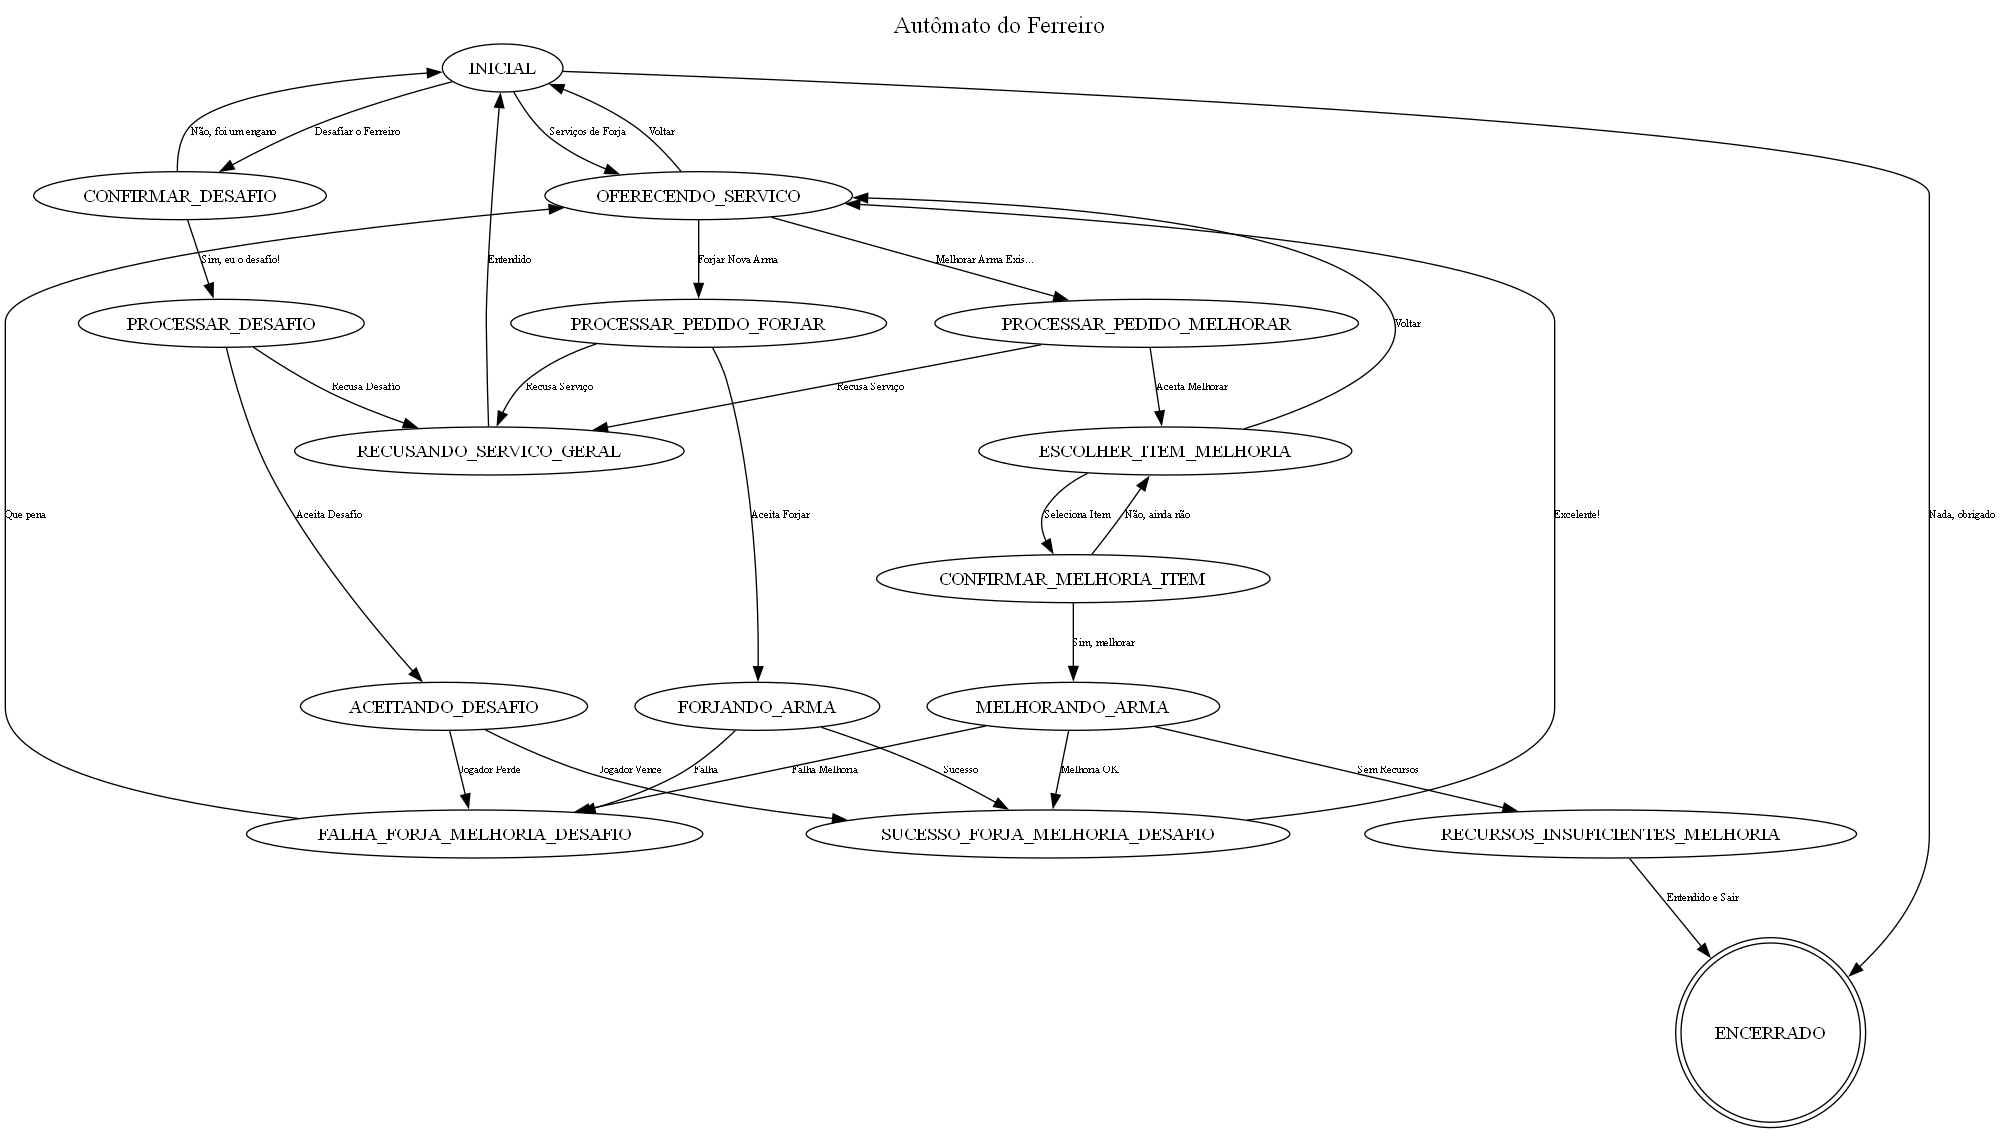 Autômato do Ferreiro
INICIAL
Não, foi um engano
Desafiar o Ferreiro
Serviços de Forja
Voltar
CONFIRMAR_DESAFIO
OFERECENDO_SERVICO
Sim, eu o desafio!
Entendido
Forjar Nova Arma
Melhorar Arma Exis...
PROCESSAR_DESAFIO
PROCESSAR_PEDIDO_FORJAR
PROCESSAR_PEDIDO_MELHORAR
Voltar
Recusa Desafio
Recusa Serviço
Recusa Serviço
Aceita Melhorar
RECUSANDO_SERVICO_GERAL
ESCOLHER_ITEM_MELHORIA
Que pena
Aceita Desafio
Aceita Forjar
Seleciona Item
Não, ainda não
Excelente!
Nada, obrigado
CONFIRMAR_MELHORIA_ITEM
Sim, melhorar
ACEITANDO_DESAFIO
FORJANDO_ARMA
MELHORANDO_ARMA
Jogador Perde
Jogador Vence
Falha
Falha Melhoria
Sucesso
Melhoria OK
Sem Recursos
FALHA_FORJA_MELHORIA_DESAFIO
SUCESSO_FORJA_MELHORIA_DESAFIO
RECURSOS_INSUFICIENTES_MELHORIA
Entendido e Sair
ENCERRADO